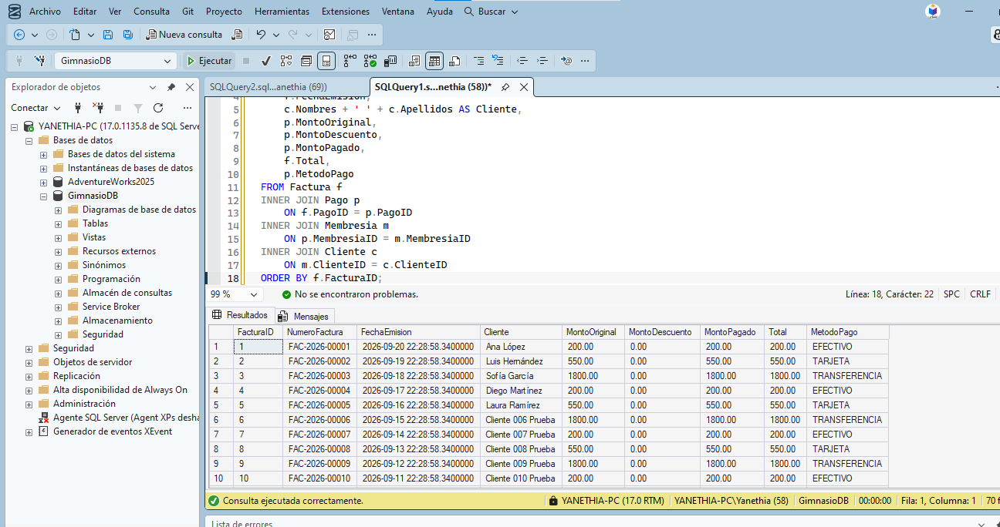 Archivo Editar Ver Consulta Git Proyecto Herramientas Extensiones Ventana Ayuda Buscar
Nueva consulta
GimnasioDB Ejecutar
Explorador de objetos
Conectar
YANETHIA-PC (17.0.1135.8 de SQL Serve
Bases de datos
Bases de datos del sistema
Instantáneas de bases de datos
AdventureWorks2025
GimnasioDB
Diagramas de base de datos
Tablas
Vistas
Recursos externos
Sinónimos
Programación
Almacén de consultas
Service Broker
Almacenamiento
Seguridad
Seguridad
Objetos de servidor
Replicación
Alta disponibilidad de Always On
Administración
Agente SQL Server (Agent XPs desha
Generador de eventos XEvent
SQLQuery2.sql...anethia (69)) SQLQuery1.s...nethia (58))*
4 f.FechaEmision,
5 c.Nombres + ' ' + c.Apellidos AS Cliente,
6 p.MontoOriginal,
7 p.MontoDescuento,
8 p.MontoPagado,
9 f.Total,
10 p.MetodoPago
11 FROM Factura f
12 INNER JOIN Pago p
13 ON f.PagoID = p.PagoID
14 INNER JOIN Membresia m
15 ON p.MembresiaID = m.MembresiaID
16 INNER JOIN Cliente c
17 ON m.ClienteID = c.ClienteID
18 ORDER BY f.FacturaID;
99 % No se encontraron problemas. Línea: 18, Carácter: 22 SPC CRLF
Resultados Mensajes
FacturaID NumeroFactura FechaEmision Cliente MontoOriginal MontoDescuento MontoPagado Total MetodoPago
1 1 FAC-2026-00001 2026-09-20 22:28:58.3400000 Ana López 200.00 0.00 200.00 200.00 EFECTIVO
2 2 FAC-2026-00002 2026-09-19 22:28:58.3400000 Luis Hernández 550.00 0.00 550.00 550.00 TARJETA
3 3 FAC-2026-00003 2026-09-18 22:28:58.3400000 Sofía García 1800.00 0.00 1800.00 1800.00 TRANSFERENCIA
4 4 FAC-2026-00004 2026-09-17 22:28:58.3400000 Diego Martínez 200.00 0.00 200.00 200.00 EFECTIVO
5 5 FAC-2026-00005 2026-09-16 22:28:58.3400000 Laura Ramírez 550.00 0.00 550.00 550.00 TARJETA
6 6 FAC-2026-00006 2026-09-15 22:28:58.3400000 Cliente 006 Prueba 1800.00 0.00 1800.00 1800.00 TRANSFERENCIA
7 7 FAC-2026-00007 2026-09-14 22:28:58.3400000 Cliente 007 Prueba 200.00 0.00 200.00 200.00 EFECTIVO
8 8 FAC-2026-00008 2026-09-13 22:28:58.3400000 Cliente 008 Prueba 550.00 0.00 550.00 550.00 TARJETA
9 9 FAC-2026-00009 2026-09-12 22:28:58.3400000 Cliente 009 Prueba 1800.00 0.00 1800.00 1800.00 TRANSFERENCIA
10 10 FAC-2026-00010 2026-09-11 22:28:58.3400000 Cliente 010 Prueba 200.00 0.00 200.00 200.00 EFECTIVO
Consulta ejecutada correctamente. YANETHIA-PC (17.0 RTM) YANETHIA-PC\Yanethia (58) GimnasioDB 00:00:00 Fila: 1, Columna: 1 70 f
Lista de errores